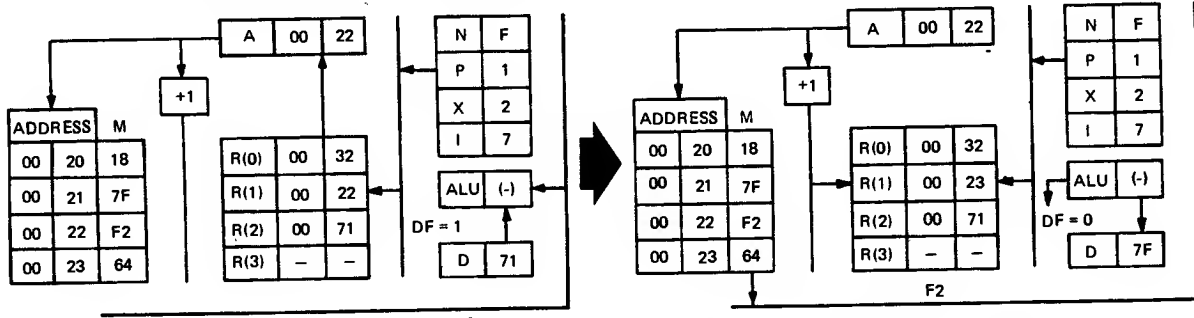 A 00 22
+1
N F
P 1
X 2
I 7
ADDRESS M
00 20 18
00 21 7F
00 22 F2
00 23 64
R(0) 00 32
R(1) 00 22
R(2) 00 71
R(3) – –
ALU (-)
DF = 1
D 71
A 00 22
+1
N F
P 1
X 2
I 7
ADDRESS M
00 20 18
00 21 7F
00 22 F2
00 23 64
R(0) 00 32
R(1) 00 23
R(2) 00 71
R(3) – –
ALU (-)
DF = 0
D 7F
F2